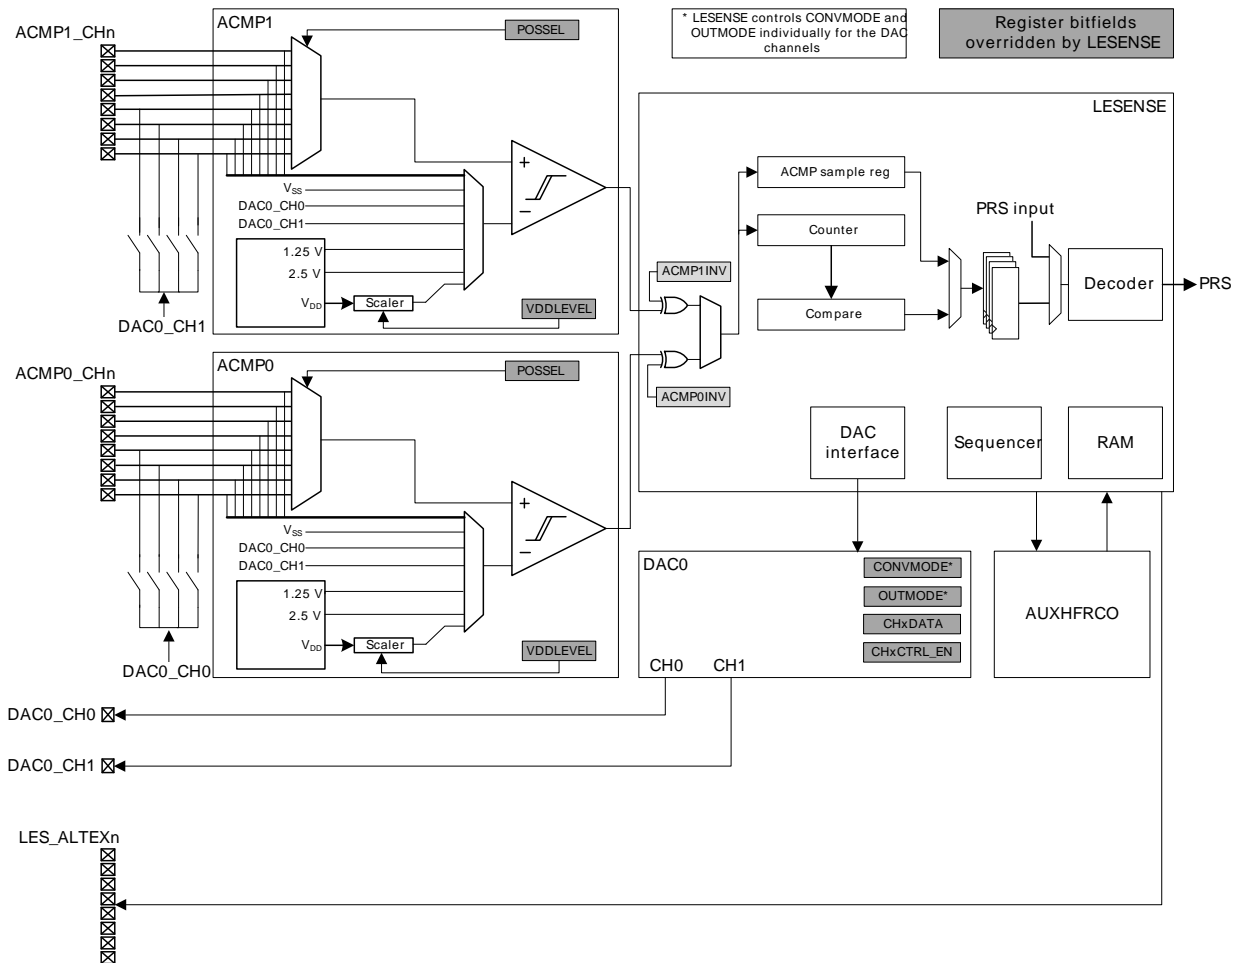 ACMP1_CHn
ACMP1
POSSEL
* LESENSE controls CONVMODE and
OUTMODE individually for the DAC
channels
Register bitfields
overridden by LESENSE
LESENSE
VSS
DAC0_CH0
DAC0_CH1
1.25 V
2.5 V
VDD
Scaler
VDDLEVEL
+
−
DAC0_CH1
ACMP sample reg
Counter
Compare
PRS input
Decoder
PRS
ACMP1INV
ACMP0INV
ACMP0_CHn
ACMP0
POSSEL
VSS
DAC0_CH0
DAC0_CH1
1.25 V
2.5 V
VDD
Scaler
VDDLEVEL
+
−
DAC0_CH0
DAC
interface
Sequencer
RAM
DAC0
CONVMODE*
OUTMODE*
CHxDATA
CHxCTRL_EN
CH0
CH1
AUXHFRCO
DAC0_CH0
DAC0_CH1
LES_ALTEXn